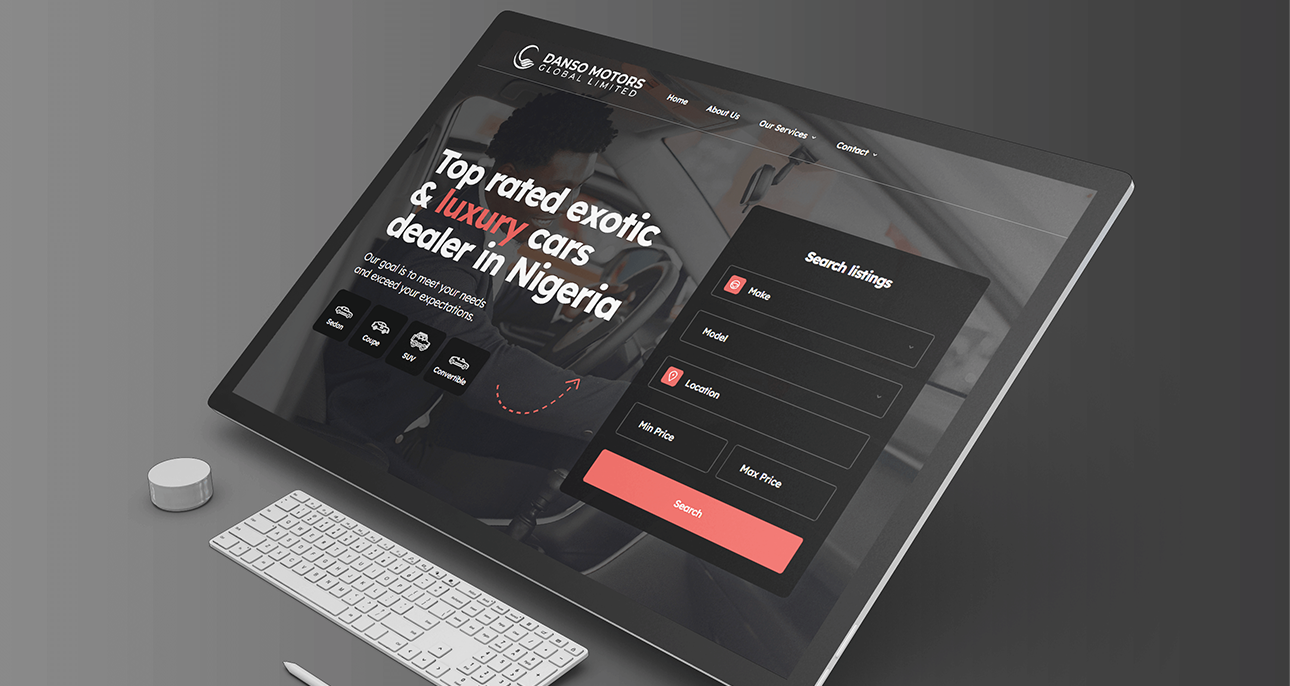 DANSO MOTORS
GLOBAL LIMITED
Home
About Us
Our Services
Contact
Top rated exotic
& luxury cars
dealer in Nigeria
Our goal is to meet your needs
and exceed your expectations.
Sedan
Coupe
SUV
Convertible
Search listings
Make
Model
Location
Min Price
Max Price
Search